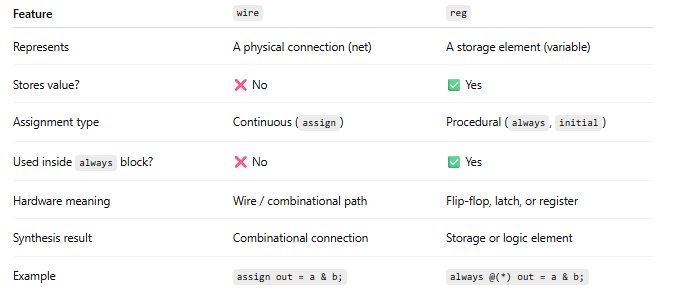 Feature wire reg
Represents A physical connection (net) A storage element (variable)
Stores value? ❌ No ✅ Yes
Assignment type Continuous ( assign ) Procedural ( always , initial )
Used inside always block? ❌ No ✅ Yes
Hardware meaning Wire / combinational path Flip-flop, latch, or register
Synthesis result Combinational connection Storage or logic element
Example assign out = a & b; always @(*) out = a & b;